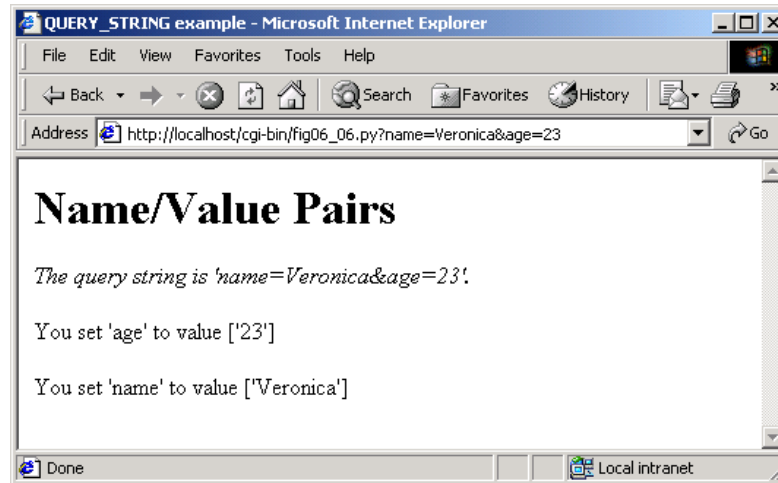 QUERY_STRING example - Microsoft Internet Explorer
File Edit View Favorites Tools Help
Back Search Favorites History »
Address http://localhost/cgi-bin/fig06_06.py?name=Veronica&age=23 Go
Name/Value Pairs
The query string is 'name=Veronica&age=23'.
You set 'age' to value ['23']
You set 'name' to value ['Veronica']
Done Local intranet